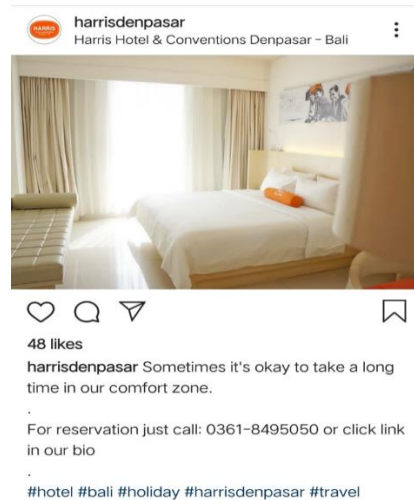 HARRIS
harrisdenpasar
Harris Hotel & Conventions Denpasar - Bali
48 likes
harrisdenpasar Sometimes it's okay to take a long
time in our comfort zone.
.
For reservation just call: 0361-8495050 or click link
in our bio
.
#hotel #bali #holiday #harrisdenpasar #travel